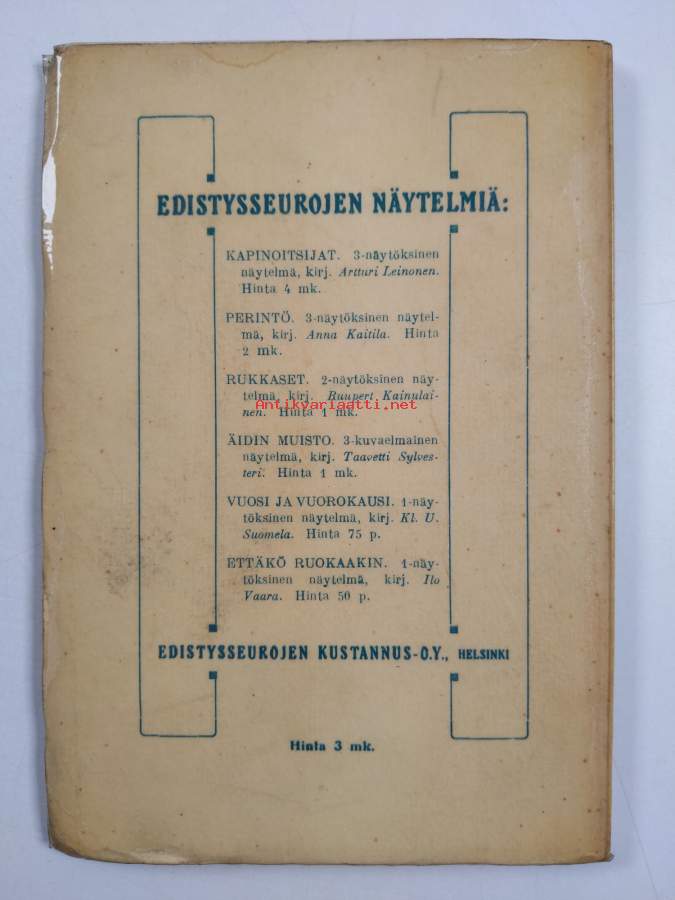 EDISTYSSEUROJEN NÄYTELMIÄ:
KAPINOITSIJAT. 3-näytöksinen
näytelmä, kirj. Artturi Leinonen.
Hinta 4 mk.
PERINTÖ. 3-näytöksinen näytel-
mä, kirj. Anna Kaitila. Hinta
2 mk.
RUKKASET. 2-näytöksinen näy-
telmä, kirj. Ruupert Kainulai-
Antikvariaatti.net
nen. Hinta 1 mk.
ÄIDIN MUISTO. 3-kuvaelmainen
näytelmä, kirj. Taavetti Sylves-
teri. Hinta 1 mk.
VUOSI JA VUOROKAUSI. 1-näy-
töksinen näytelmä, kirj. Kl. U.
Suomela. Hinta 75 p.
ETTÄKÖ RUOKAAKIN. 1-näy-
töksinen näytelmä, kirj. Ilo
Vaara. Hinta 50 p.
EDISTYSSEUROJEN KUSTANNUS-O.Y., HELSINKI
Hinta 3 mk.